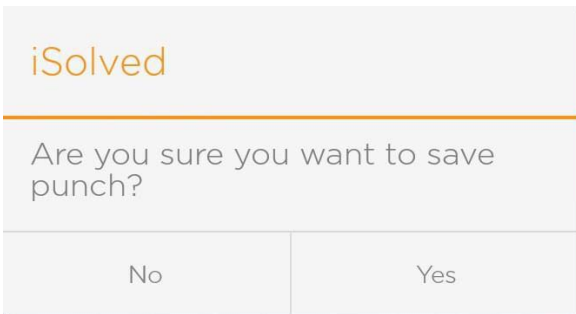 iSolved
Are you sure you want to save
punch?
No
Yes